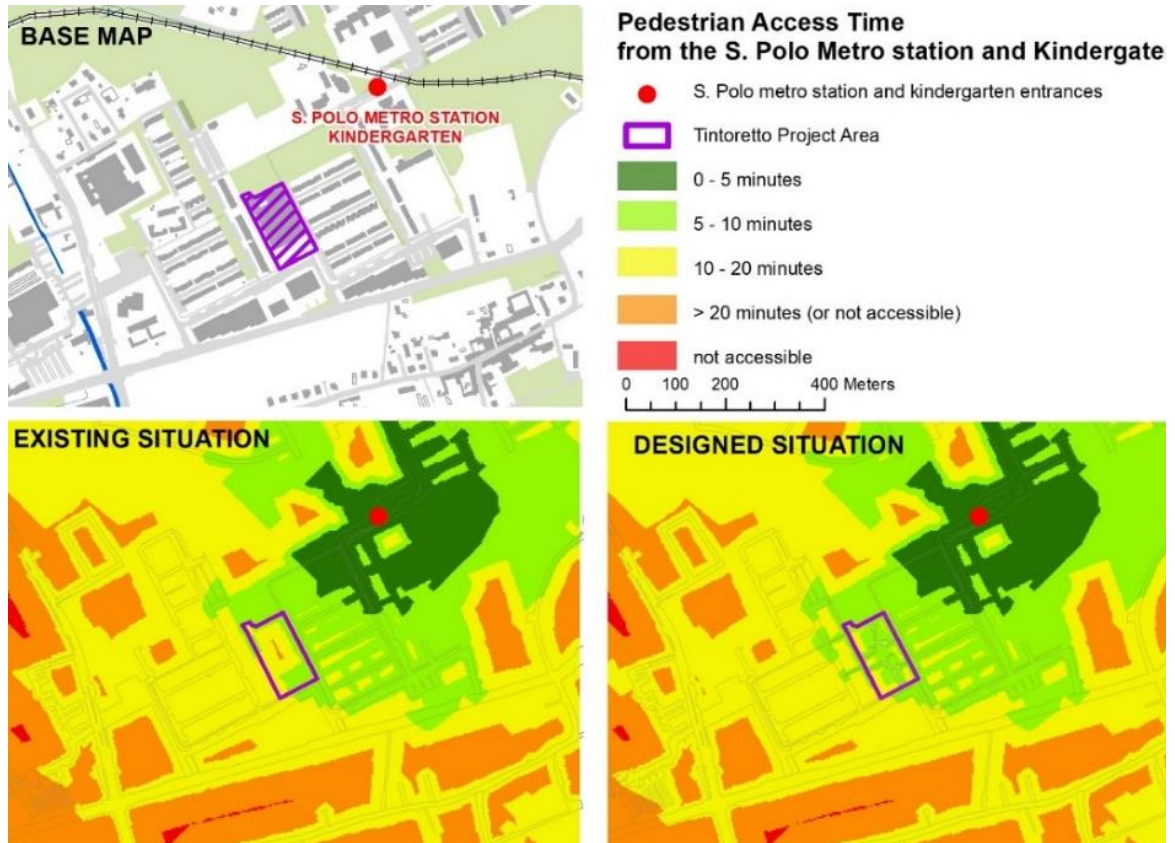 BASE MAP
S. POLO METRO STATION
KINDERGARTEN
Pedestrian Access Time
from the S. Polo Metro station and Kindergate
S. Polo metro station and kindergarten entrances
Tintoretto Project Area
0 - 5 minutes
5 - 10 minutes
10 - 20 minutes
> 20 minutes (or not accessible)
not accessible
0 100 200 400 Meters
EXISTING SITUATION
DESIGNED SITUATION